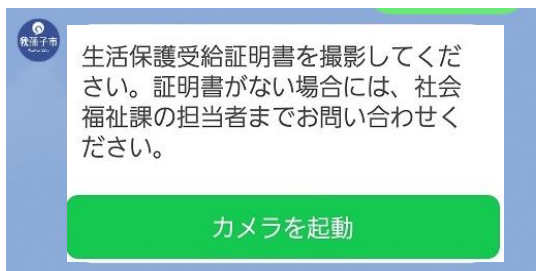 我孫子市
生活保護受給証明書を撮影してくだ
さい。証明書がない場合には、社会
福祉課の担当者までお問い合わせく
ださい。
カメラを起動